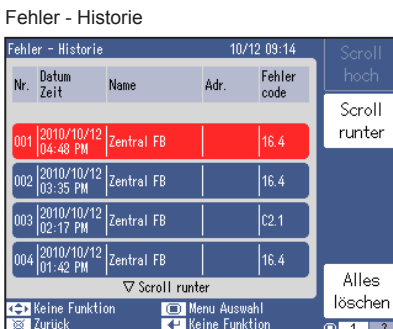 Fehler - Historie
Fehler - Historie 10/12 09:14
Scroll hoch
Nr. Datum Zeit Name Adr. Fehler code
Scroll runter
001 2010/10/12 04:48 PM Zentral FB 16.4
002 2010/10/12 03:35 PM Zentral FB 16.4
003 2010/10/12 02:17 PM Zentral FB C2.1
004 2010/10/12 01:42 PM Zentral FB 16.4
▽ Scroll runter
Alles löschen
Keine Funktion Menu Auswahl
Zurück Keine Funktion
1 2